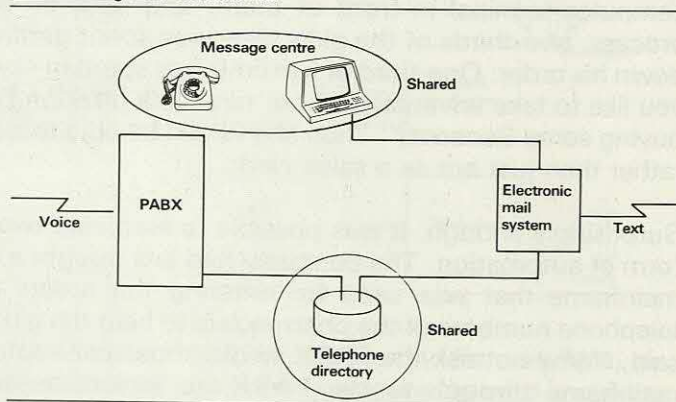 Message centre
Shared
PABX
Electronic
mail
system
Voice
Text
Shared
Telephone
directory